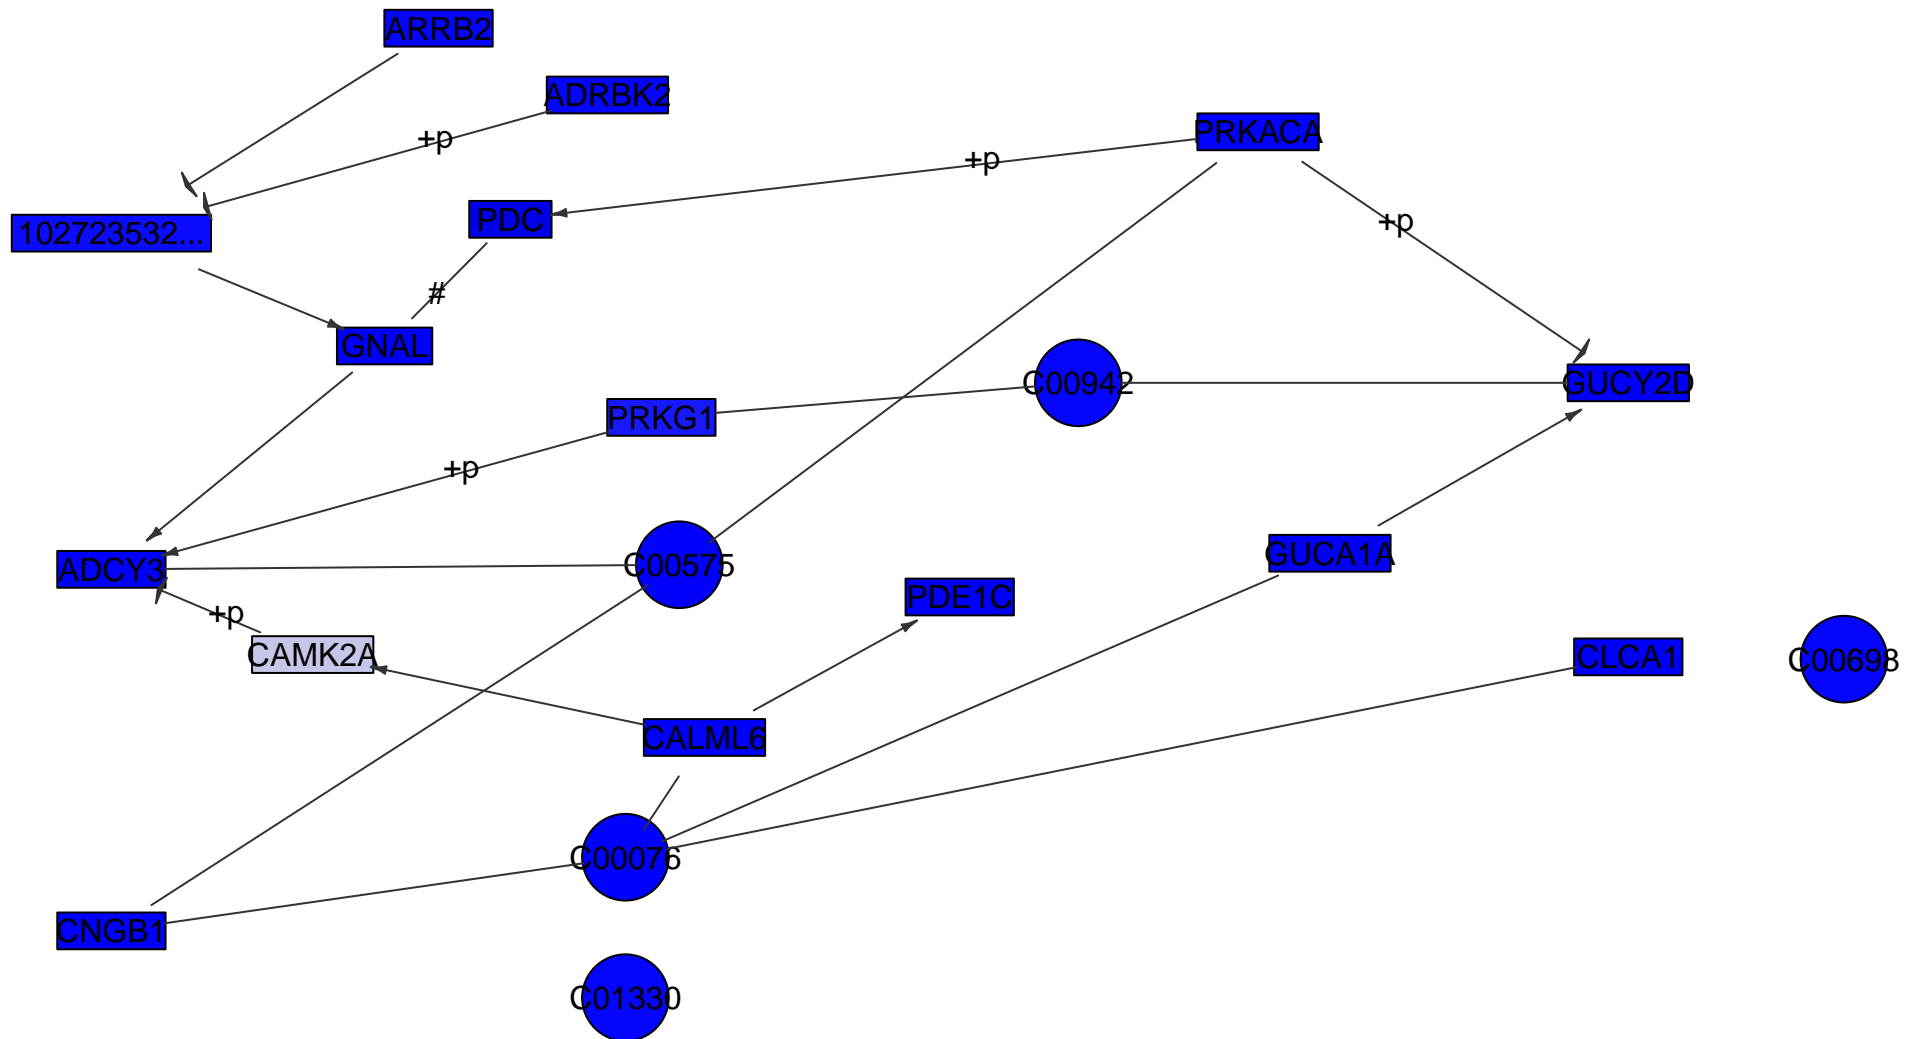 ARRB2
ADRBK2
PRKACA
+p
+p
102723532...
PDC
+p
#
GNAL
C00942
GUCY2D
PRKG1
+p
ADCY3
C00575
GUCA1A
PDE1C
+p
CAMK2A
CLCA1
C00698
CALML6
C00076
CNGB1
C01330